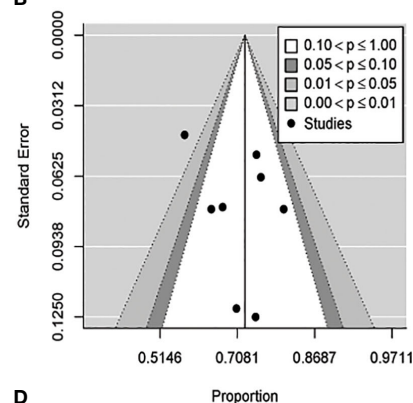 B
0.10 < p ≤ 1.00
0.05 < p ≤ 0.10
0.01 < p ≤ 0.05
0.00 < p ≤ 0.01
Studies
Standard Error
0.0000
0.0312
0.0625
0.0938
0.1250
0.5146 0.7081 0.8687 0.9711
Proportion
D